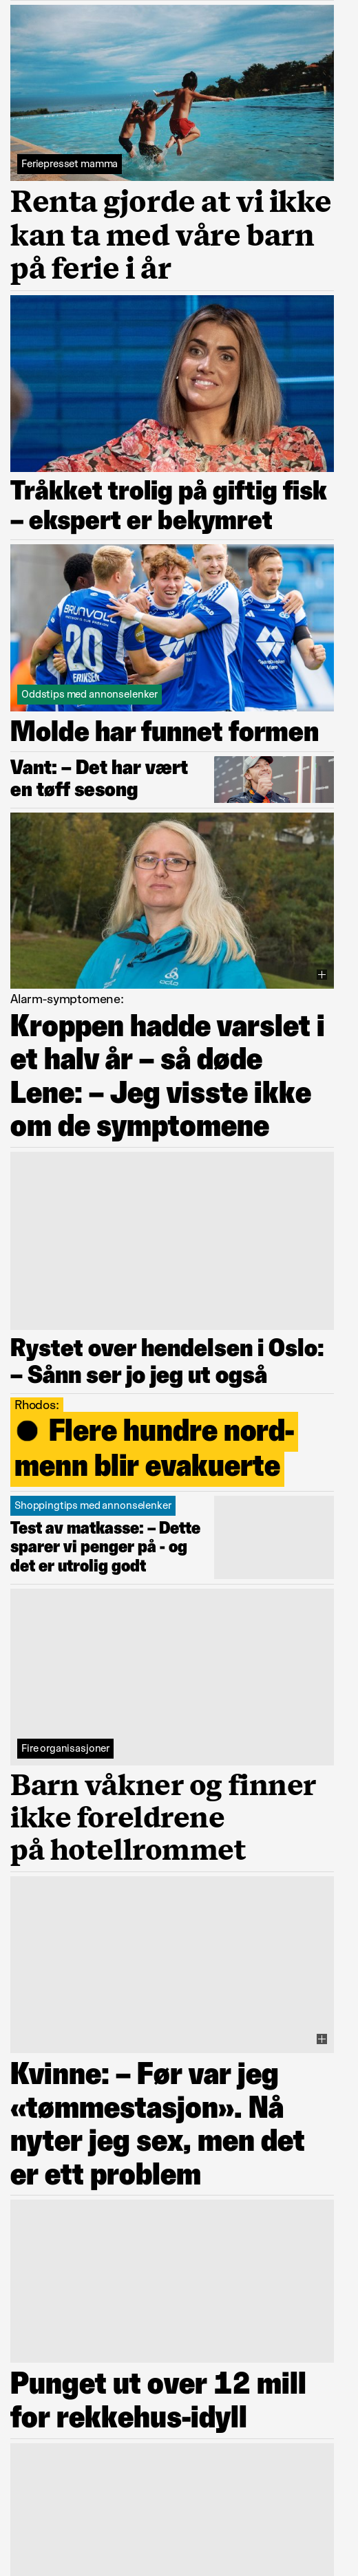 Feriepresset mamma
Renta gjorde at vi ikke
kan ta med våre barn
på ferie i år
Tråkket trolig på giftig fisk
– ekspert er bekymret
BRUNVOLL
20
ERIKSEN
Oddstips med annonselenker
Molde har funnet formen
Vant: – Det har vært
en tøff sesong
Alarm-symptomene:
Kroppen hadde varslet i
et halv år – så døde
Lene: – Jeg visste ikke
om de symptomene
Rystet over hendelsen i Oslo:
– Sånn ser jo jeg ut også
Rhodos:
Flere hundre nord-
menn blir evakuerte
Shoppingtips med annonselenker
Test av matkasse: – Dette
sparer vi penger på - og
det er utrolig godt
Fire organisasjoner
Barn våkner og finner
ikke foreldrene
på hotellrommet
Kvinne: – Før var jeg
«tømmestasjon». Nå
nyter jeg sex, men det
er ett problem
Punget ut over 12 mill
for rekkehus-idyll